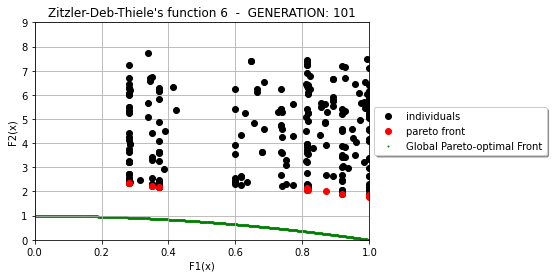 Zitzler-Deb-Thiele's function 6 - GENERATION: 101
F2(x)
9
8
7
6
5
4
3
2
1
0
0.0 0.2 0.4 0.6 0.8 1.0
F1(x)
individuals
pareto front
Global Pareto-optimal Front